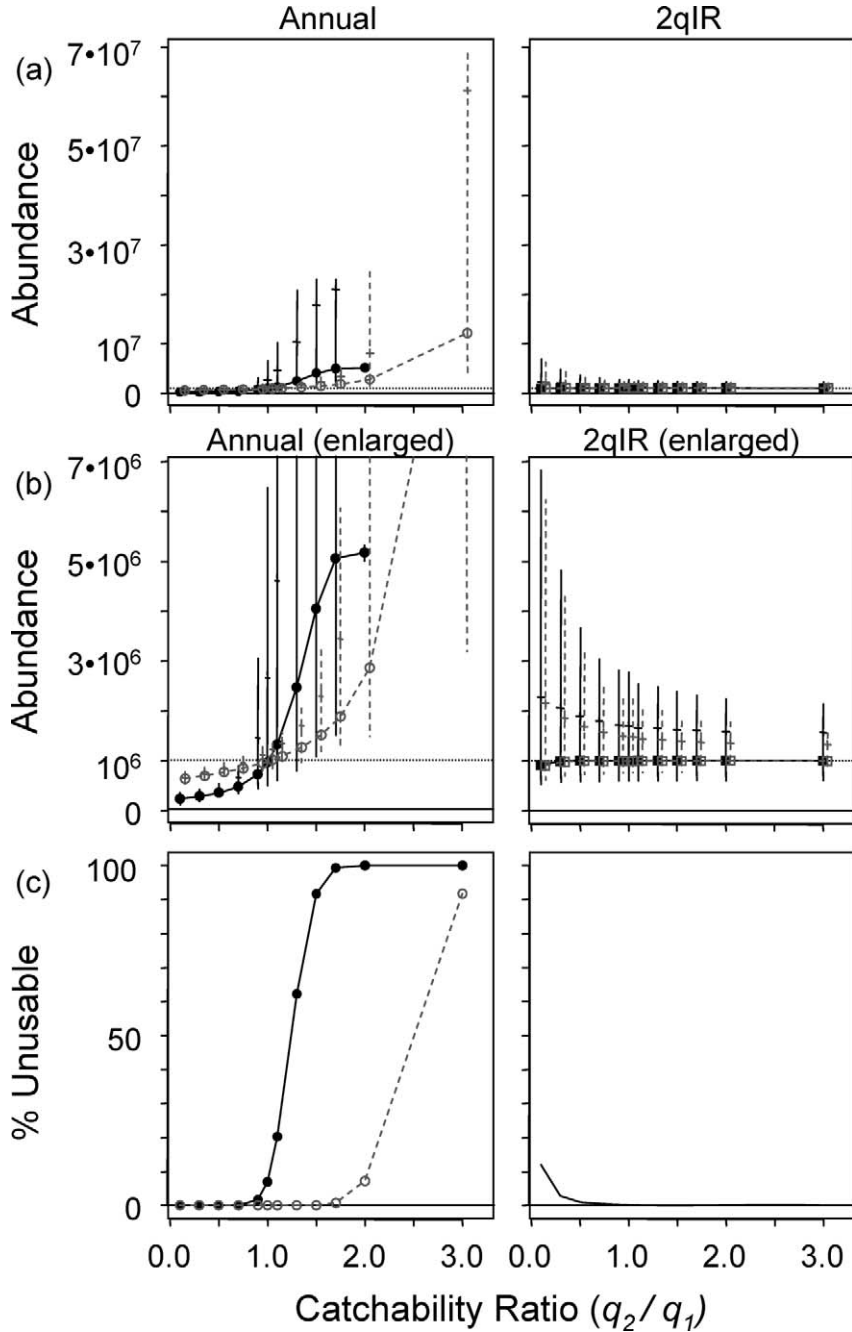 Annual
2qIR
(a)
Abundance
7•10⁷
5•10⁷
3•10⁷
10⁷
0
Annual (enlarged)
2qIR (enlarged)
(b)
Abundance
7•10⁶
5•10⁶
3•10⁶
10⁶
0
(c)
% Unusable
100
50
0
0.0 1.0 2.0 3.0 0.0 1.0 2.0 3.0
Catchability Ratio (q₂ / q₁)